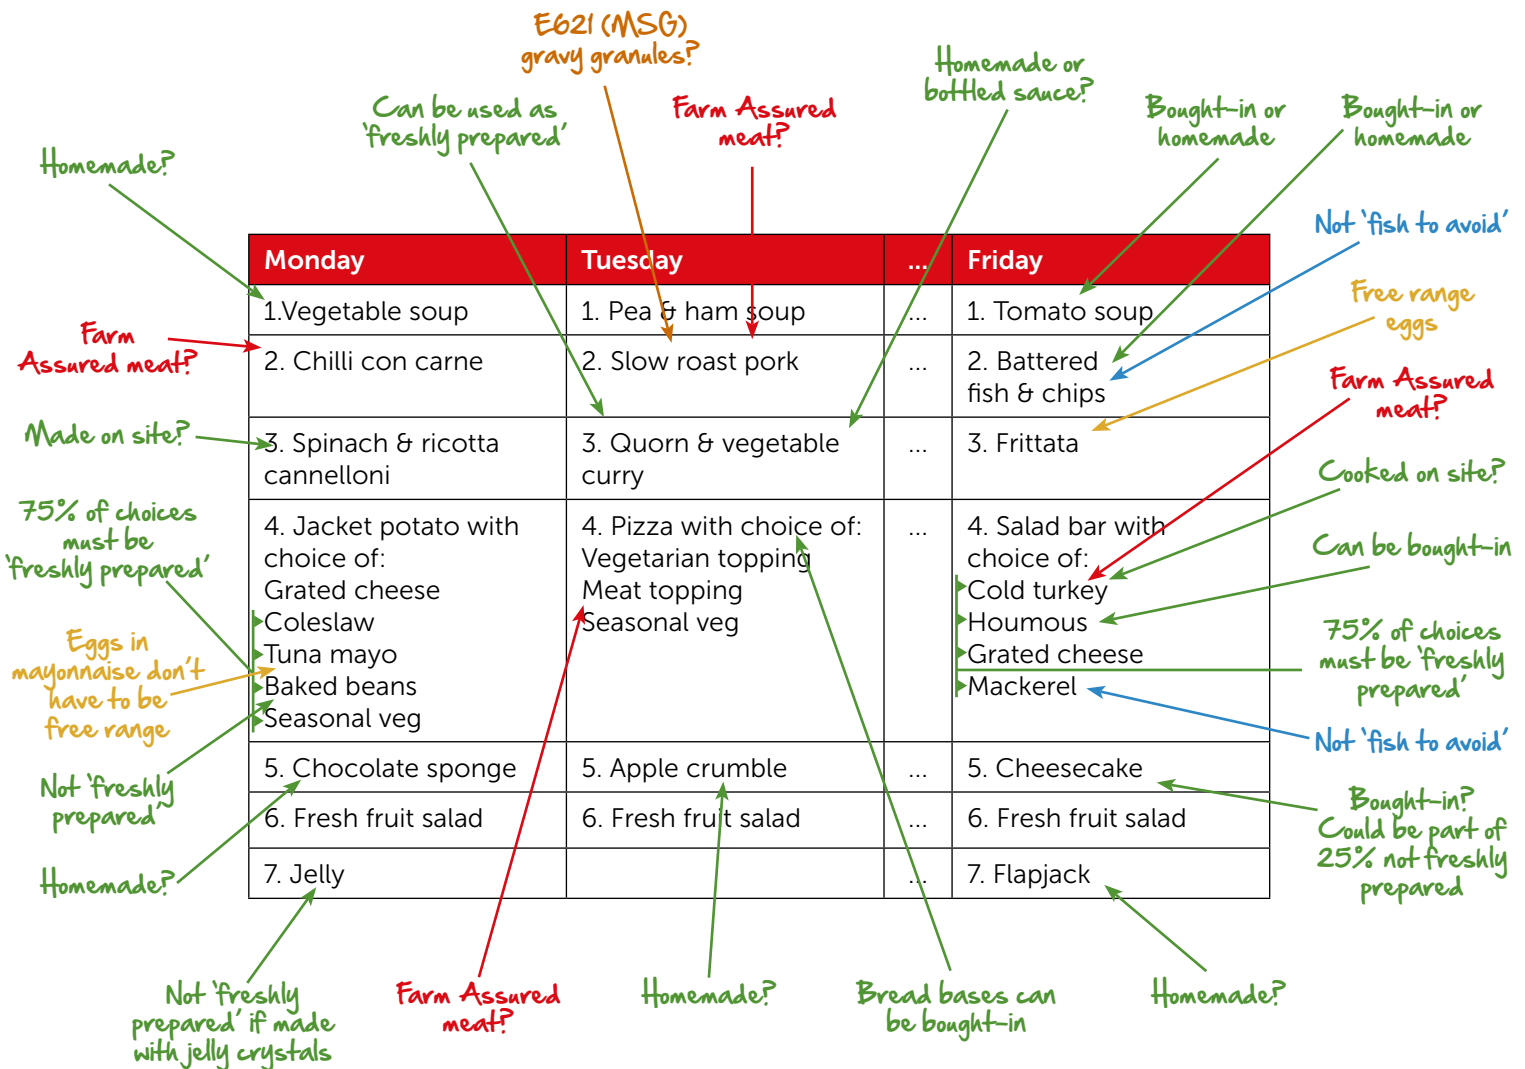 E621 (MSG)
gravy granules?
Homemade or
bottled sauce?
Can be used as
'freshly prepared'
Farm Assured
meat?
Bought-in or
homemade
Bought-in or
homemade
Homemade?
Not 'fish to avoid'
Free range
eggs
Farm
Assured meat?
Farm Assured
meat?
Made on site?
Cooked on site?
75% of choices
must be
'freshly prepared'
Can be bought-in
Eggs in
mayonnaise don't
have to be
free range
75% of choices
must be 'freshly
prepared'
Not 'fish to avoid'
Not 'freshly
prepared'
Bought-in?
Could be part of
25% not freshly
prepared
Homemade?
Monday
Tuesday
...
Friday
1.Vegetable soup
1. Pea & ham soup
...
1. Tomato soup
2. Chilli con carne
2. Slow roast pork
...
2. Battered
fish & chips
3. Spinach & ricotta
cannelloni
3. Quorn & vegetable
curry
...
3. Frittata
4. Jacket potato with
choice of:
Grated cheese
Coleslaw
Tuna mayo
Baked beans
Seasonal veg
4. Pizza with choice of:
Vegetarian topping
Meat topping
Seasonal veg
...
4. Salad bar with
choice of:
Cold turkey
Houmous
Grated cheese
Mackerel
5. Chocolate sponge
5. Apple crumble
...
5. Cheesecake
6. Fresh fruit salad
6. Fresh fruit salad
...
6. Fresh fruit salad
7. Jelly
...
7. Flapjack
Not 'freshly
prepared' if made
with jelly crystals
Farm Assured
meat?
Homemade?
Bread bases can
be bought-in
Homemade?